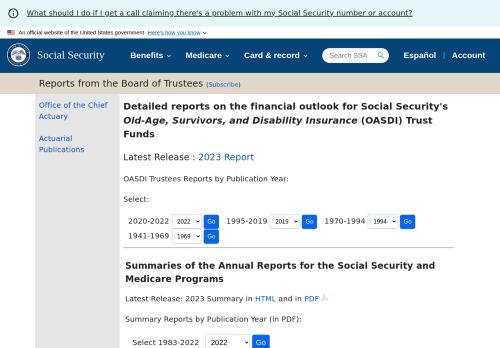 What should I do if I get a call claiming there's a problem with my Social Security number or account?
An official website of the United States government Here's how you know
Social Security
Benefits Medicare Card & record Search SSA Español | Account
Reports from the Board of Trustees (Subscribe)
Office of the Chief Actuary
Actuarial Publications
Detailed reports on the financial outlook for Social Security's
Old-Age, Survivors, and Disability Insurance (OASDI) Trust
Funds
Latest Release : 2023 Report
OASDI Trustees Reports by Publication Year:
Select:
2020-2022 2022 Go 1995-2019 2019 Go 1970-1994 1994 Go
1941-1969 1969 Go
Summaries of the Annual Reports for the Social Security and
Medicare Programs
Latest Release: 2023 Summary in HTML and in PDF
Summary Reports by Publication Year (in PDF):
Select 1983-2022 2022 Go